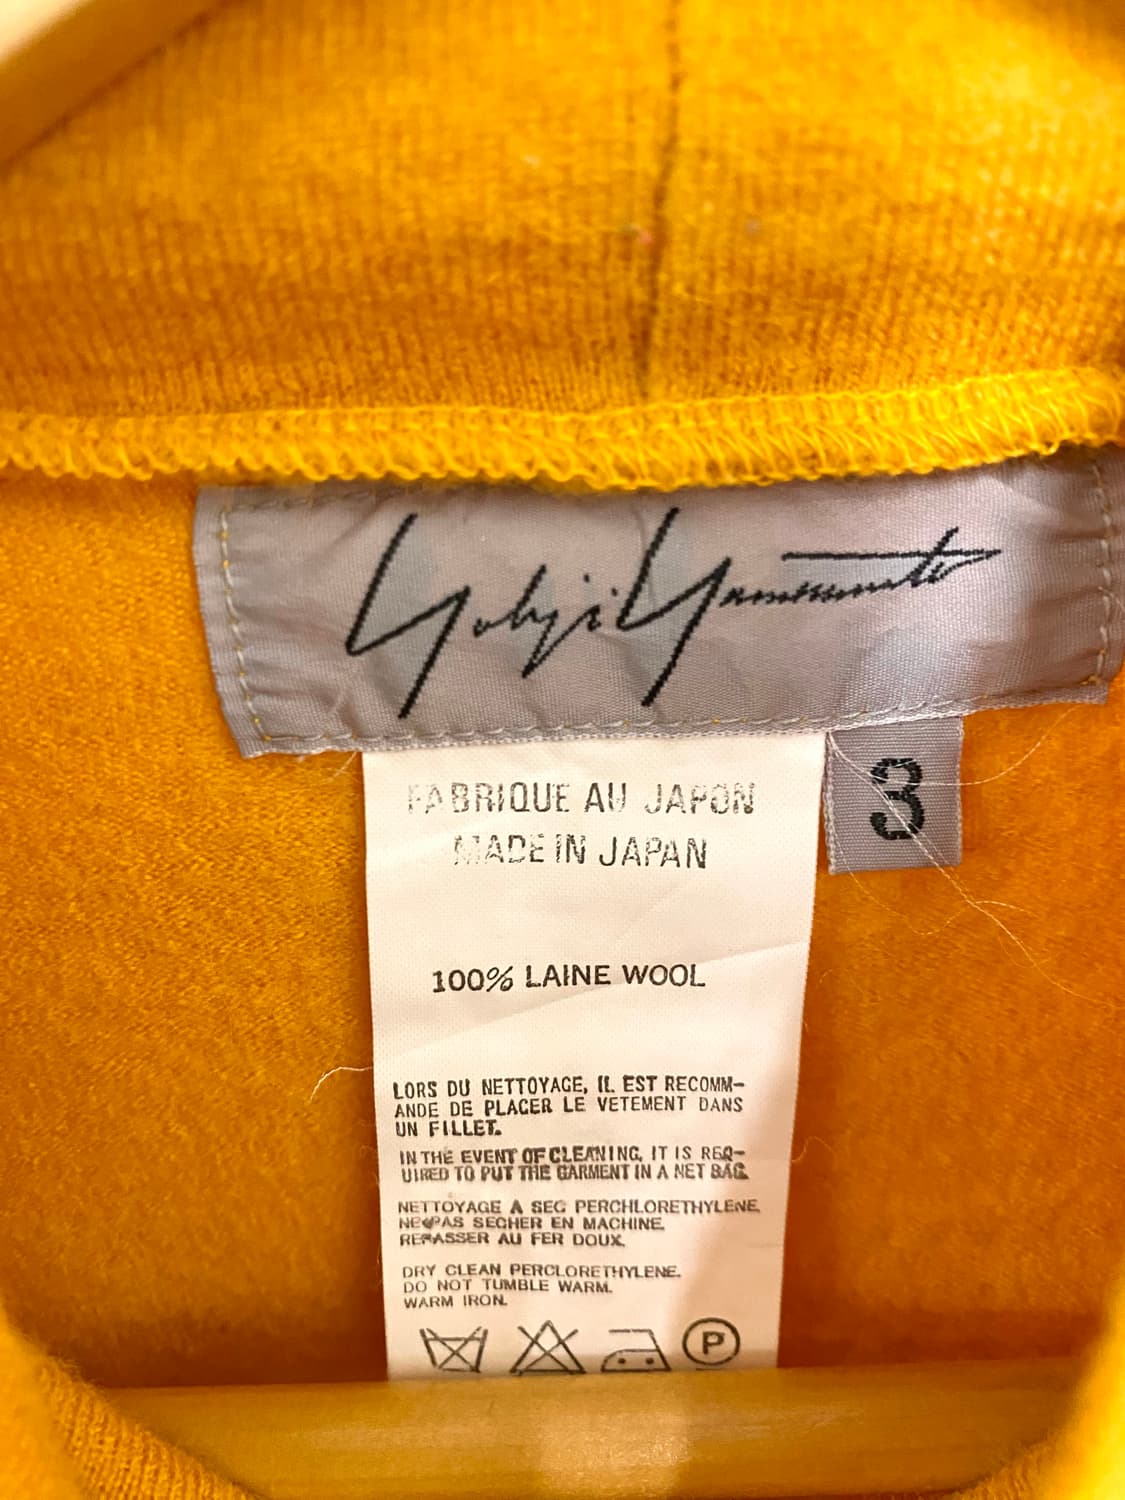 Yohji Yamamoto
3
FABRIQUE AU JAPON
MADE IN JAPAN
100% LAINE WOOL
LORS DU NETTOYAGE, IL EST RECOMM-
ANDE DE PLACER LE VETEMENT DANS
UN FILLET.
IN THE EVENT OF CLEANING, IT IS REQ-
UIRED TO PUT THE GARMENT IN A NET BAG.
NETTOYAGE A SEC PERCHLORETHYLENE.
NE PAS SECHER EN MACHINE.
REPASSER AU FER DOUX.
DRY CLEAN PERCLORETHYLENE.
DO NOT TUMBLE WARM.
WARM IRON.
P